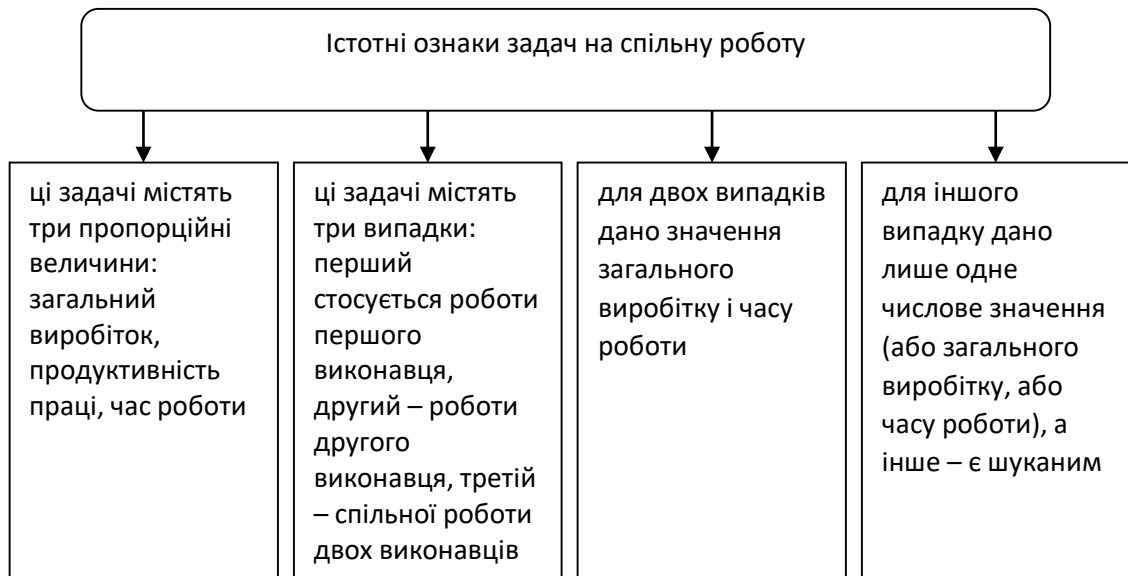 Істотні ознаки задач на спільну роботу
ці задачі містять
три пропорційні
величини:
загальний
виробіток,
продуктивність
праці, час роботи
ці задачі містять
три випадки:
перший
стосується роботи
першого
виконавця,
другий – роботи
другого
виконавця, третій
– спільної роботи
двох виконавців
для двох випадків
дано значення
загального
виробітку і часу
роботи
для іншого
випадку дано
лише одне
числове значення
(або загального
виробітку, або
часу роботи), а
інше – є шуканим